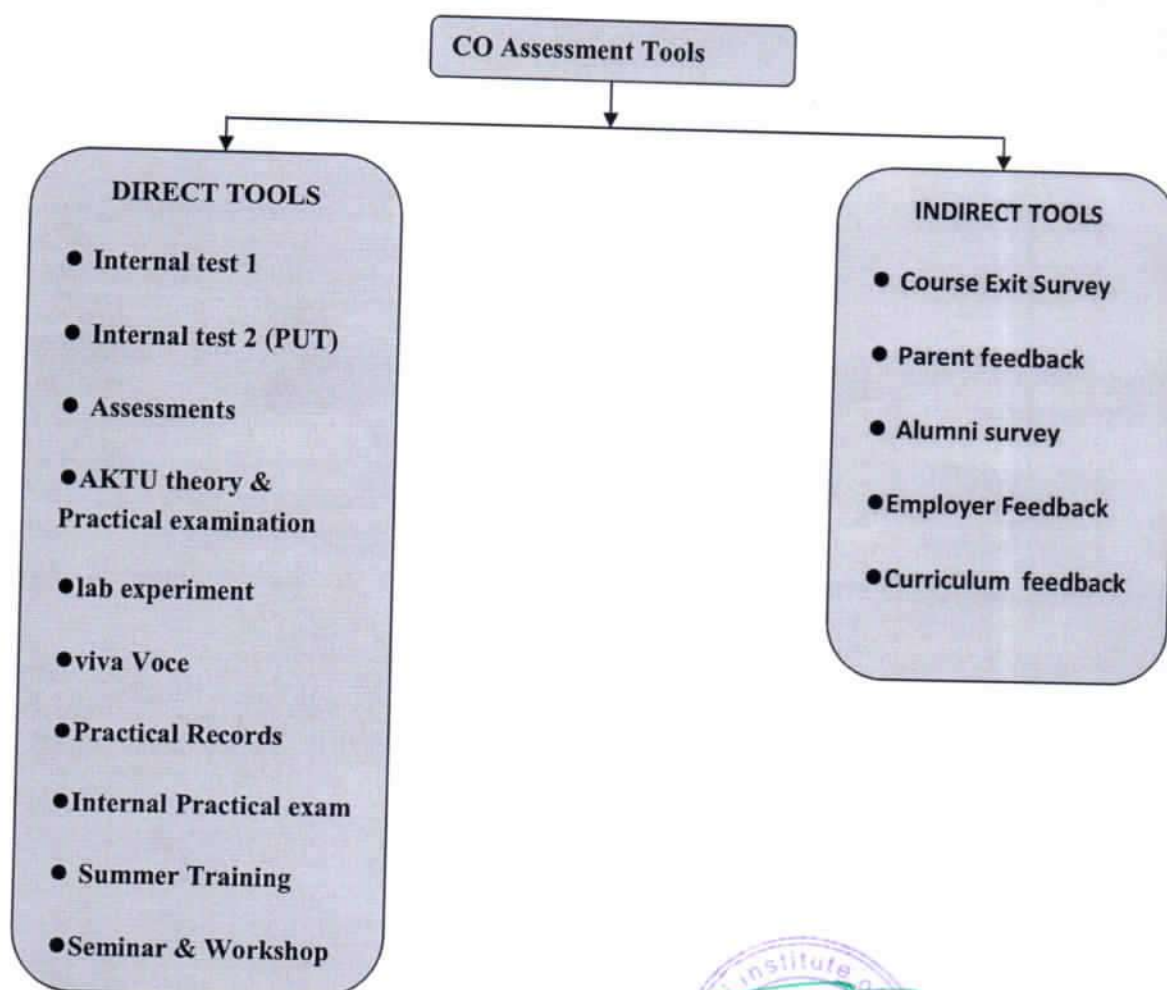 CO Assessment Tools
DIRECT TOOLS
● Internal test 1
● Internal test 2 (PUT)
● Assessments
●AKTU theory &
Practical examination
●lab experiment
●viva Voce
●Practical Records
●Internal Practical exam
● Summer Training
●Seminar & Workshop
INDIRECT TOOLS
● Course Exit Survey
● Parent feedback
● Alumni survey
●Employer Feedback
●Curriculum feedback
institute